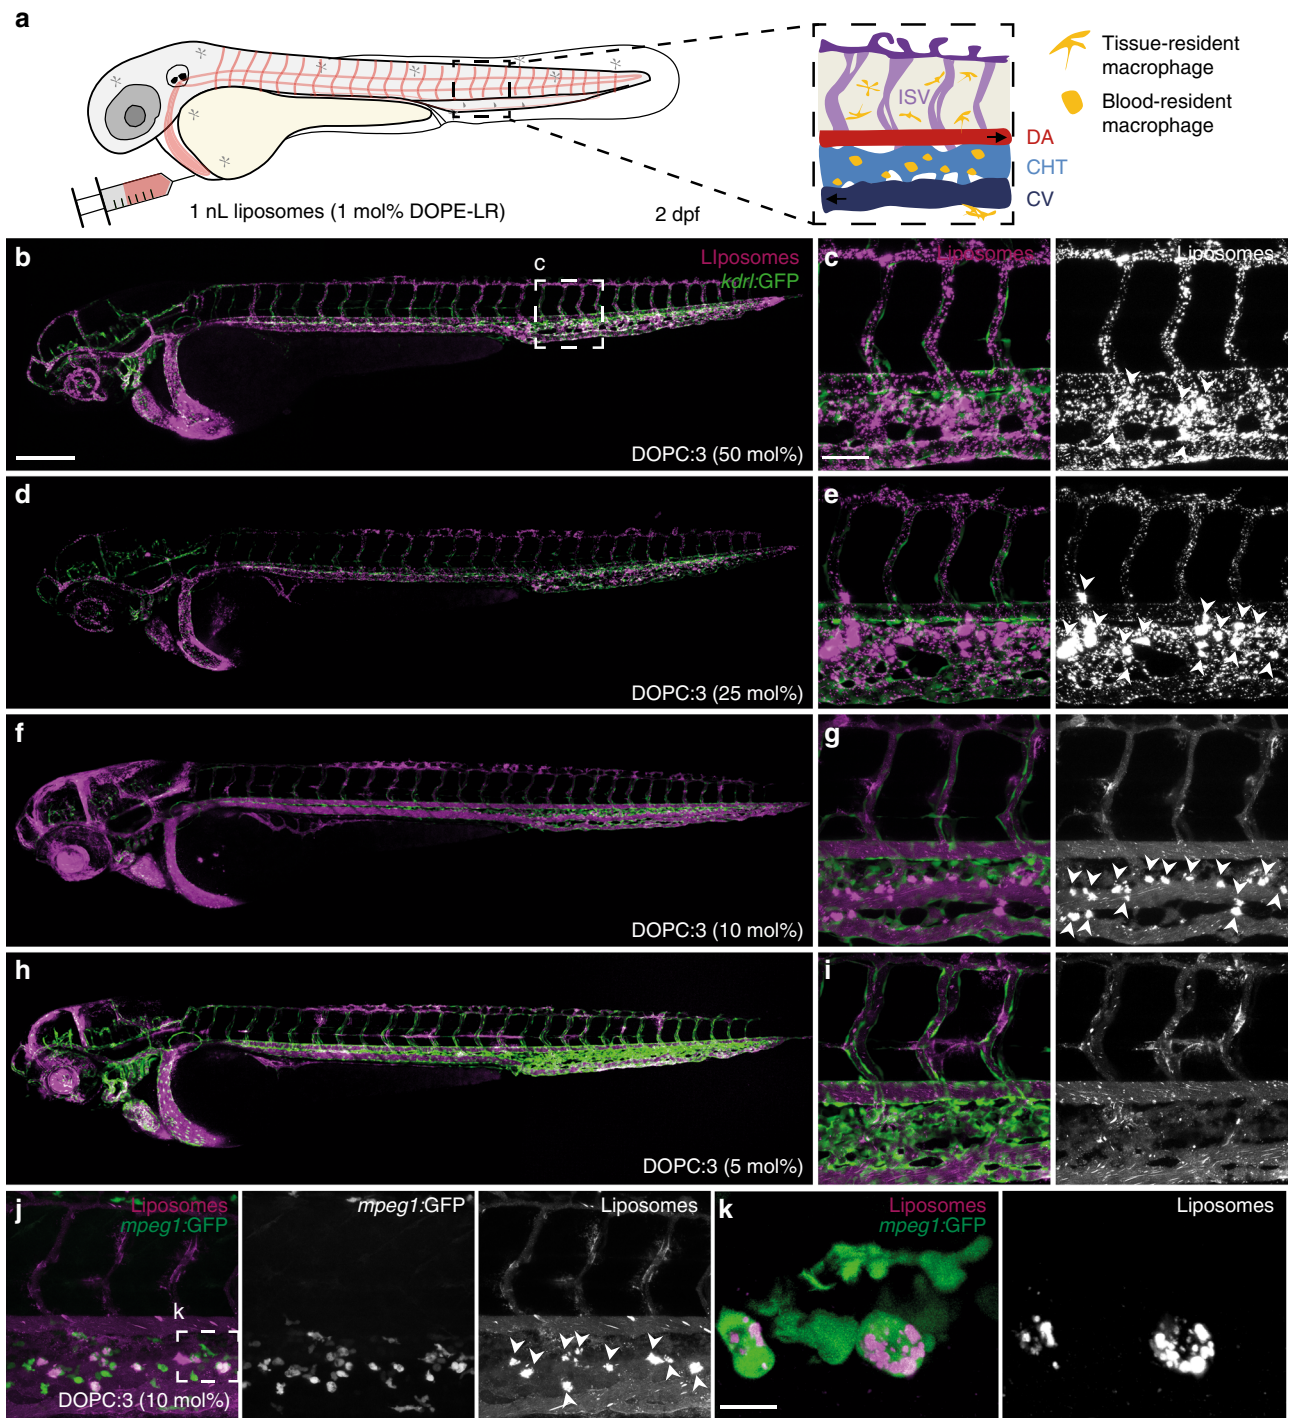 a
Tissue-resident
macrophage
Blood-resident
macrophage
ISV
DA
CHT
CV
1 nL liposomes (1 mol% DOPE-LR)
2 dpf
b
LIposomes
kdrl:GFP
c
DOPC:3 (50 mol%)
c
Liposomes
Liposomes
d
DOPC:3 (25 mol%)
e
f
DOPC:3 (10 mol%)
g
h
DOPC:3 (5 mol%)
i
j
Liposomes
mpeg1:GFP
k
DOPC:3 (10 mol%)
mpeg1:GFP
Liposomes
k
Liposomes
mpeg1:GFP
Liposomes